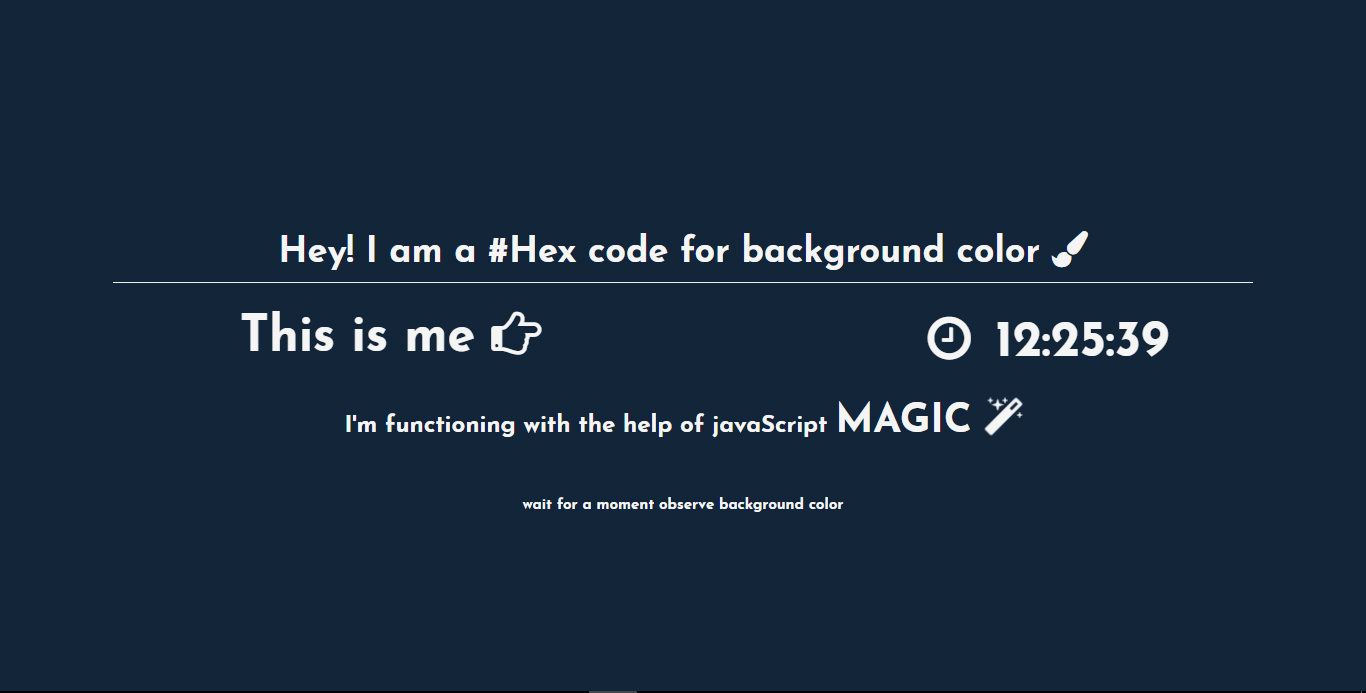 Hey! I am a #Hex code for background color
This is me 12:25:39
I'm functioning with the help of javaScript MAGIC
wait for a moment observe background color